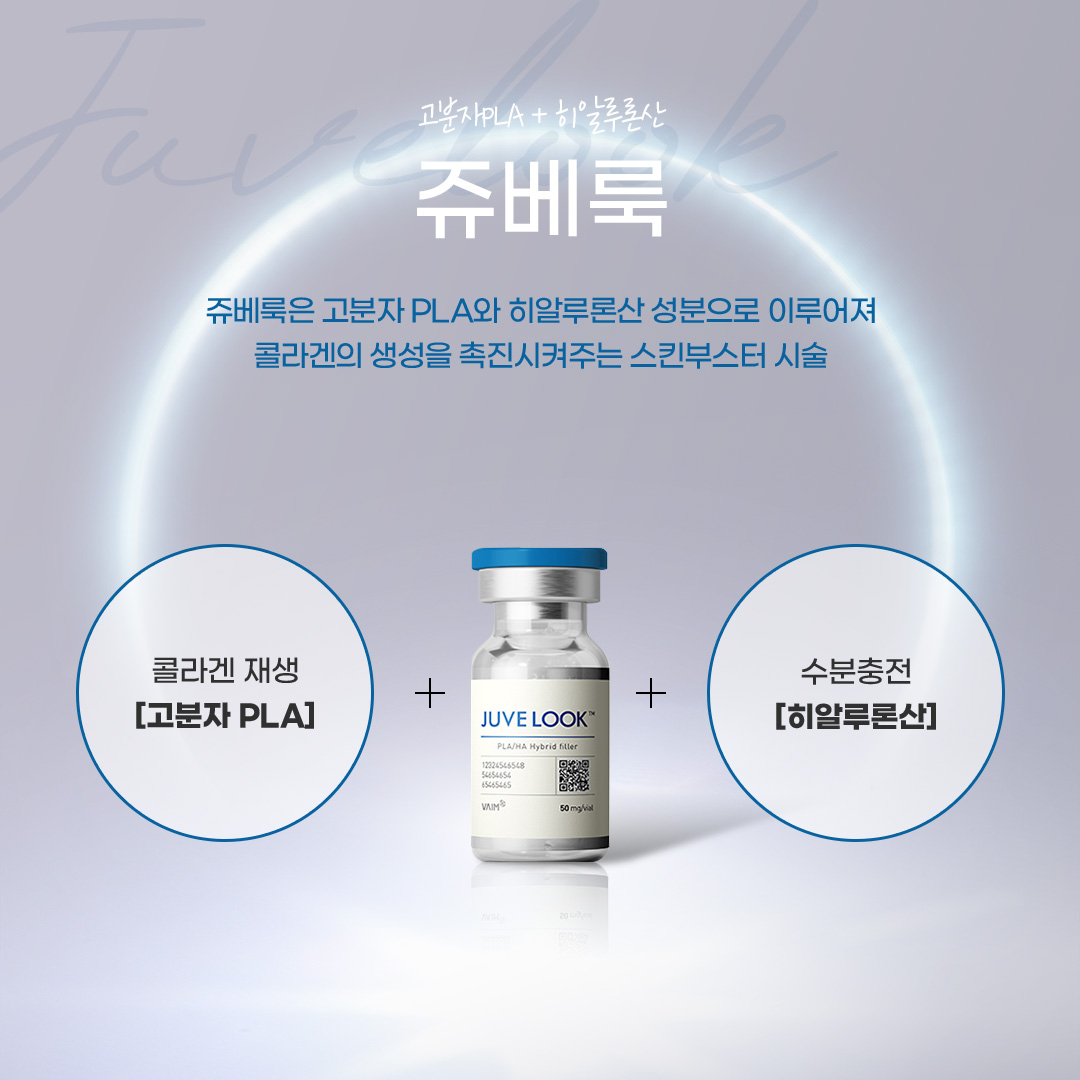 Juvelook
고분자PLA + 히알루론산
쥬베룩
쥬베룩은 고분자 PLA와 히알루론산 성분으로 이루어져
콜라겐의 생성을 촉진시켜주는 스킨부스터 시술
콜라겐 재생
[고분자 PLA]
+
JUVE LOOK™
PLA/HA Hybrid filler
12324546548
54654654
65465465
VAIM
50 mg/vial
+
수분충전
[히알루론산]